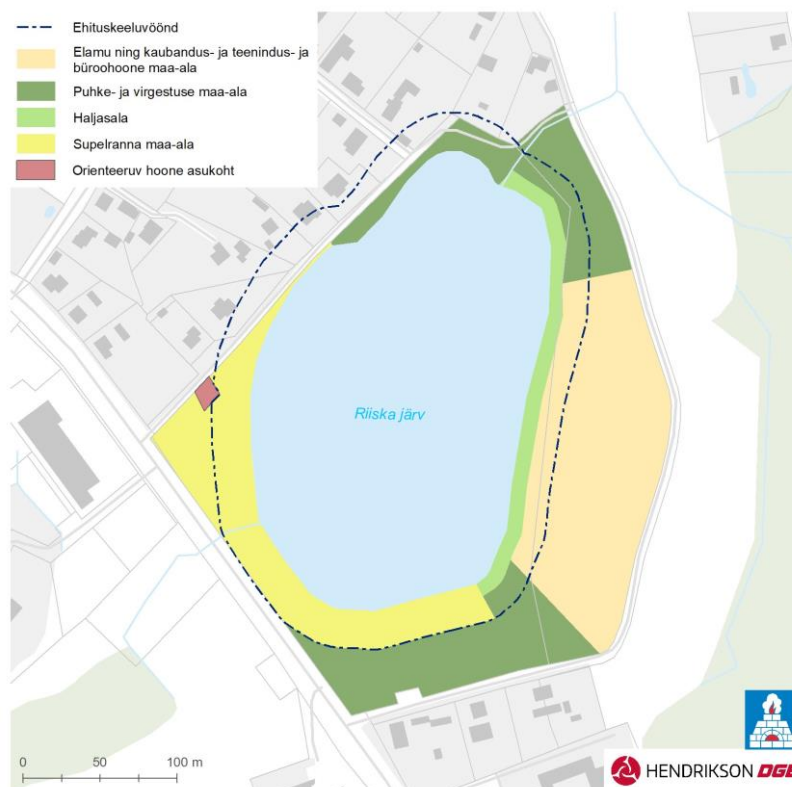 Ehituskeeluvöönd
Elamu ning kaubandus- ja teenindus- ja
büroohoone maa-ala
Puhke- ja virgestuse maa-ala
Haljasala
Supelranna maa-ala
Orienteeruv hoone asukoht
Riiska järv
0 50 100 m
HENDRIKSON DGE